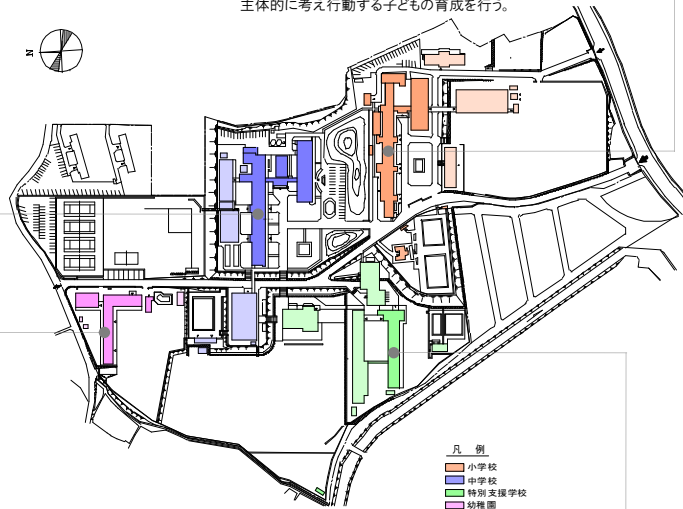 主体的に考え行動する子どもの育成を行う。
N
凡 例
小学校
中学校
特別支援学校
幼稚園